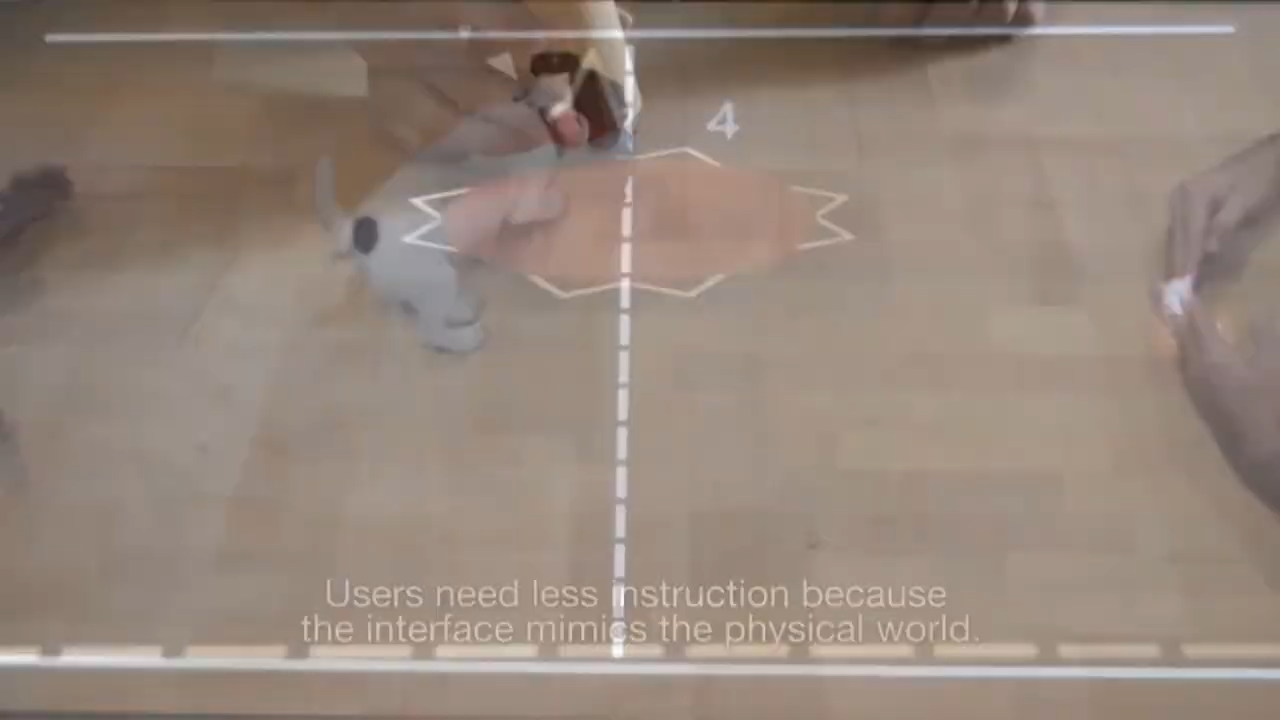 4
Users need less instruction because
the interface mimics the physical world.